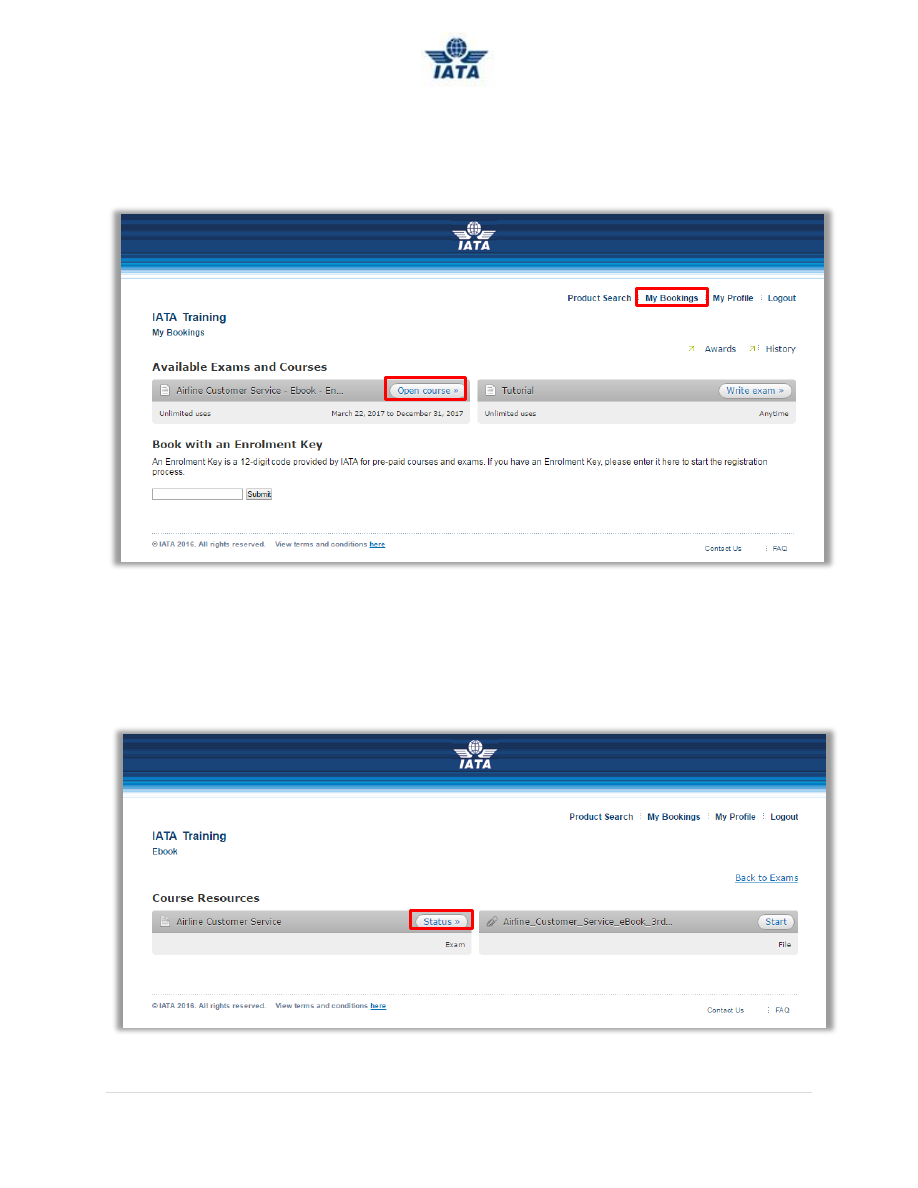 IATA
IATA
Product Search My Bookings My Profile Logout
IATA Training
My Bookings
Awards History
Available Exams and Courses
Airline Customer Service - Ebook - En... Open course » Tutorial Write exam »
Unlimited uses March 22, 2017 to December 31, 2017 Unlimited uses Anytime
Book with an Enrolment Key
An Enrolment Key is a 12-digit code provided by IATA for pre-paid courses and exams. If you have an Enrolment Key, please enter it here to start the registration
process.
Submit
© IATA 2016. All rights reserved. View terms and conditions here
Contact Us FAQ
IATA
Product Search My Bookings My Profile Logout
IATA Training
Ebook
Back to Exams
Course Resources
Airline Customer Service Status » Airline_Customer_Service_eBook_3rd... Start
Exam File
© IATA 2016. All rights reserved. View terms and conditions here
Contact Us FAQ